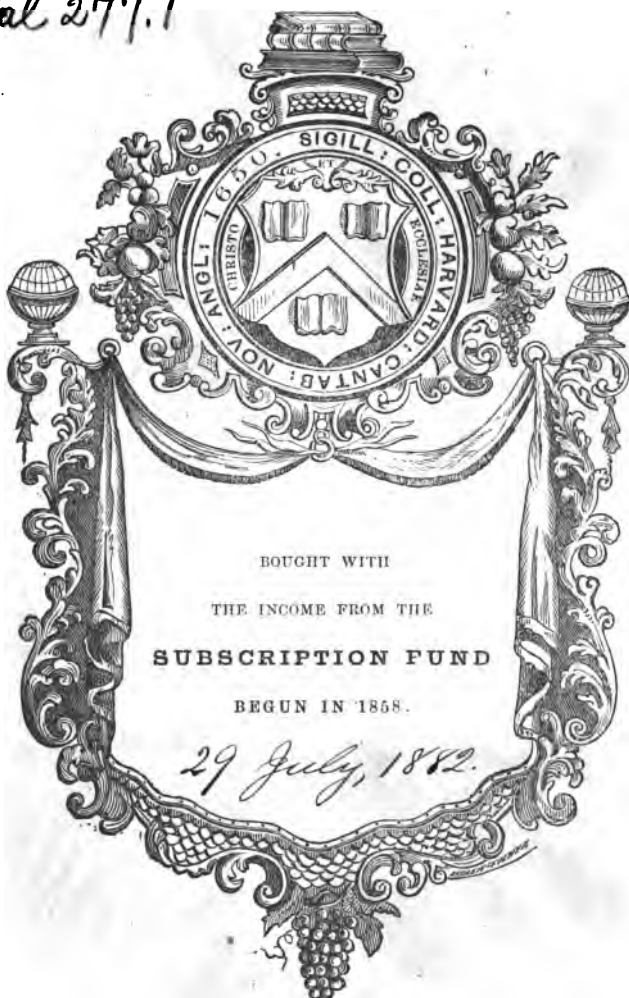 277.1
SIGILL: COLL: HARVARD: CANTAB: NOV: ANGL: 1650.
ET
CHRISTO
ECCLESIAE
BOUGHT WITH
THE INCOME FROM THE
SUBSCRIPTION FUND
BEGUN IN 1858.
29 July, 1882.